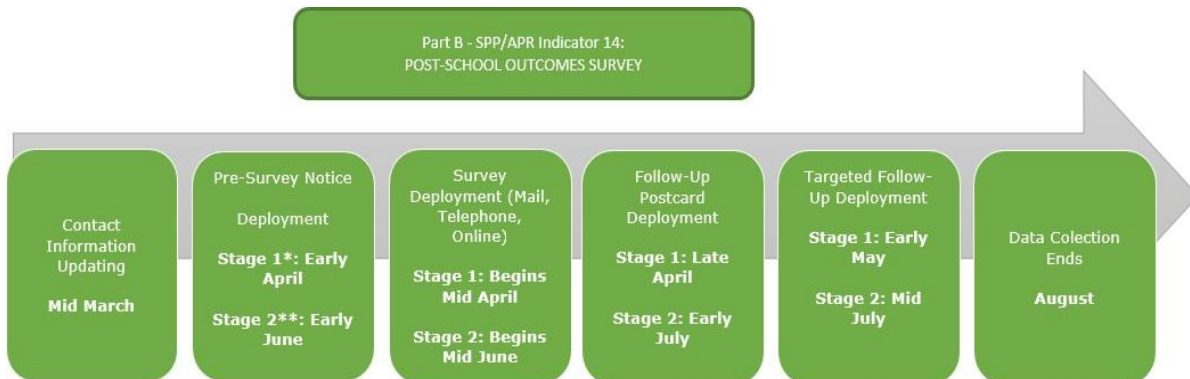 Part B - SPP/APR Indicator 14:
POST-SCHOOL OUTCOMES SURVEY
Contact
Information
Updating
Mid March
Pre-Survey Notice
Deployment
Stage 1*: Early
April
Stage 2**: Early
June
Survey
Deployment (Mail,
Telephone,
Online)
Stage 1: Begins
Mid April
Stage 2: Begins
Mid June
Follow-Up
Postcard
Deployment
Stage 1: Late
April
Stage 2: Early
July
Targeted Follow-
Up Deployment
Stage 1: Early
May
Stage 2: Mid
July
Data Colection
Ends
August